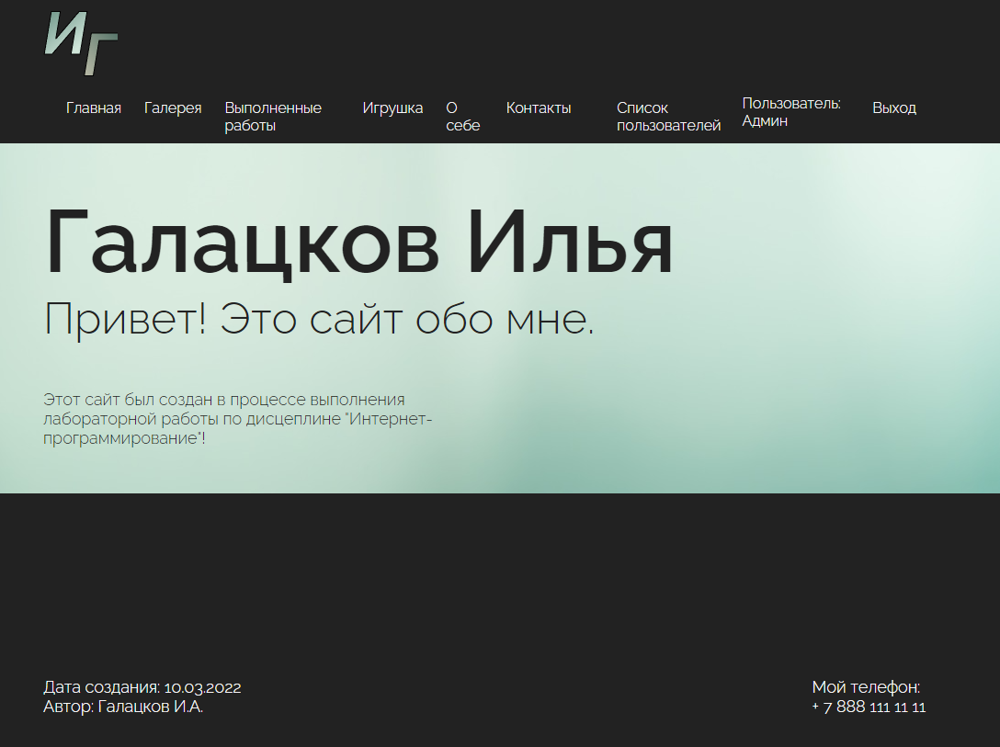 ИГ
Главная
Галерея
Выполненные
работы
Игрушка
О
себе
Контакты
Список
пользователей
Пользователь:
Админ
Выход
Галацков Илья
Привет! Это сайт обо мне.
Этот сайт был создан в процессе выполнения
лабораторной работы по дисцеплине "Интернет-
программирование"!
Дата создания: 10.03.2022
Автор: Галацков И.А.
Мой телефон:
+ 7 888 111 11 11